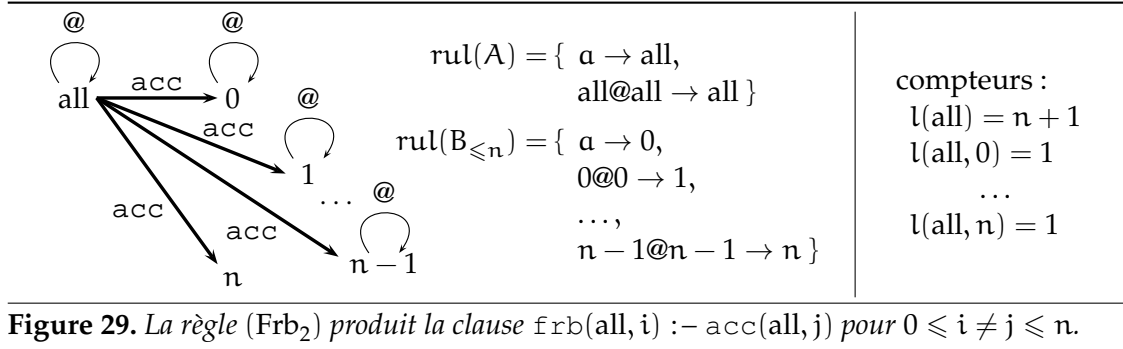 @ @
all acc 0
acc @
1
... @
acc acc n − 1
n
rul(A) = { a → all,
all@all → all }
rul(B⩽n) = { a → 0,
0@0 → 1,
...,
n − 1@n − 1 → n }
compteurs :
l(all) = n + 1
l(all, 0) = 1
...
l(all, n) = 1
Figure 29. La règle (Frb₂) produit la clause frb(all, i) :− acc(all, j) pour 0 ⩽ i ≠ j ⩽ n.